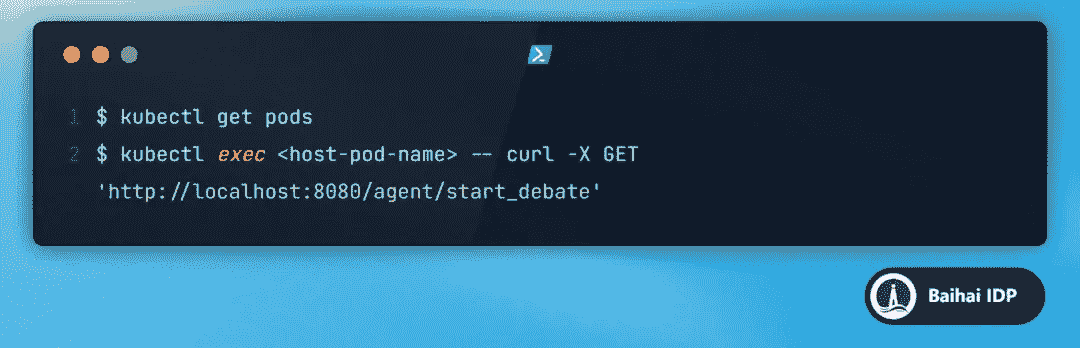 1 $ kubectl get pods
2 $ kubectl exec <host-pod-name> -- curl -X GET
'http://localhost:8080/agent/start_debate'
Baihai IDP